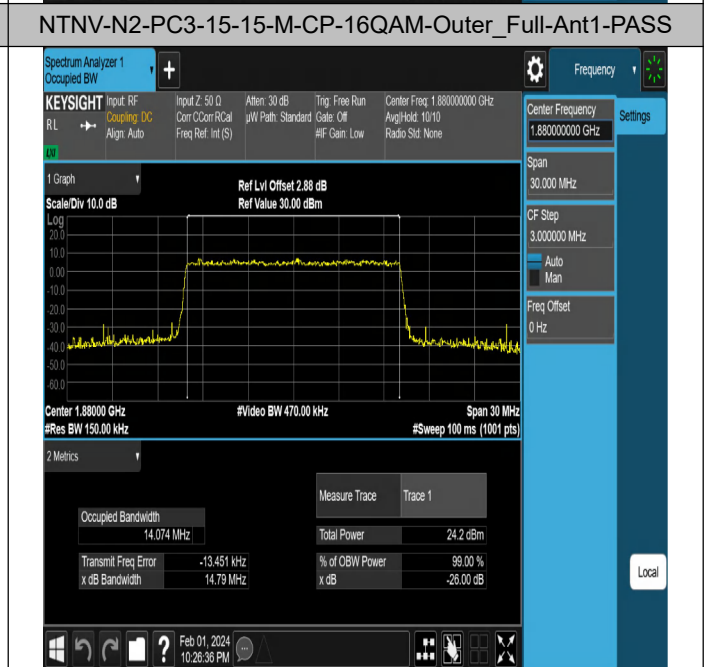 NTNV-N2-PC3-15-15-M-CP-16QAM-Outer_Full-Ant1-PASS
Spectrum Analyzer 1
Occupied BW
+
Frequency
KEYSIGHT
RL
Input: RF
Coupling: DC
Align: Auto
Input Z: 50 Ω
Corr CCorr RCal
Freq Ref: Int (S)
Atten: 30 dB
µW Path: Standard
Trig: Free Run
Gate: Off
#IF Gain: Low
Center Freq: 1.880000000 GHz
Avg|Hold: 10/10
Radio Std: None
LXI
Center Frequency
1.880000000 GHz
Settings
Span
30.000 MHz
CF Step
3.000000 MHz
Auto
Man
Freq Offset
0 Hz
Local
1 Graph
Scale/Div 10.0 dB
Ref Lvl Offset 2.88 dB
Ref Value 30.00 dBm
Log
20.0
10.0
0.00
-10.0
-20.0
-30.0
-40.0
-50.0
-60.0
Center 1.88000 GHz
#Video BW 470.00 kHz
Span 30 MHz
#Res BW 150.00 kHz
#Sweep 100 ms (1001 pts)
2 Metrics
Measure Trace Trace 1
Occupied Bandwidth
14.074 MHz
Total Power 24.2 dBm
Transmit Freq Error -13.451 kHz
% of OBW Power 99.00 %
x dB Bandwidth 14.79 MHz
x dB -26.00 dB
?
Feb 01, 2024
10:26:36 PM